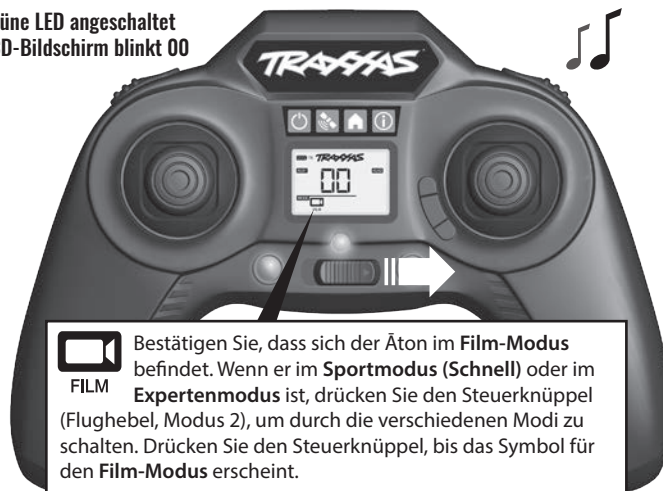 üne LED angeschaltet
D-Bildschirm blinkt 00
TRAXXAS
TRAXXAS
00
FILM
Bestätigen Sie, dass sich der Āton im Film-Modus
befindet. Wenn er im Sportmodus (Schnell) oder im
Expertenmodus ist, drücken Sie den Steuerknüppel
(Flughebel, Modus 2), um durch die verschiedenen Modi zu
schalten. Drücken Sie den Steuerknüppel, bis das Symbol für
den Film-Modus erscheint.